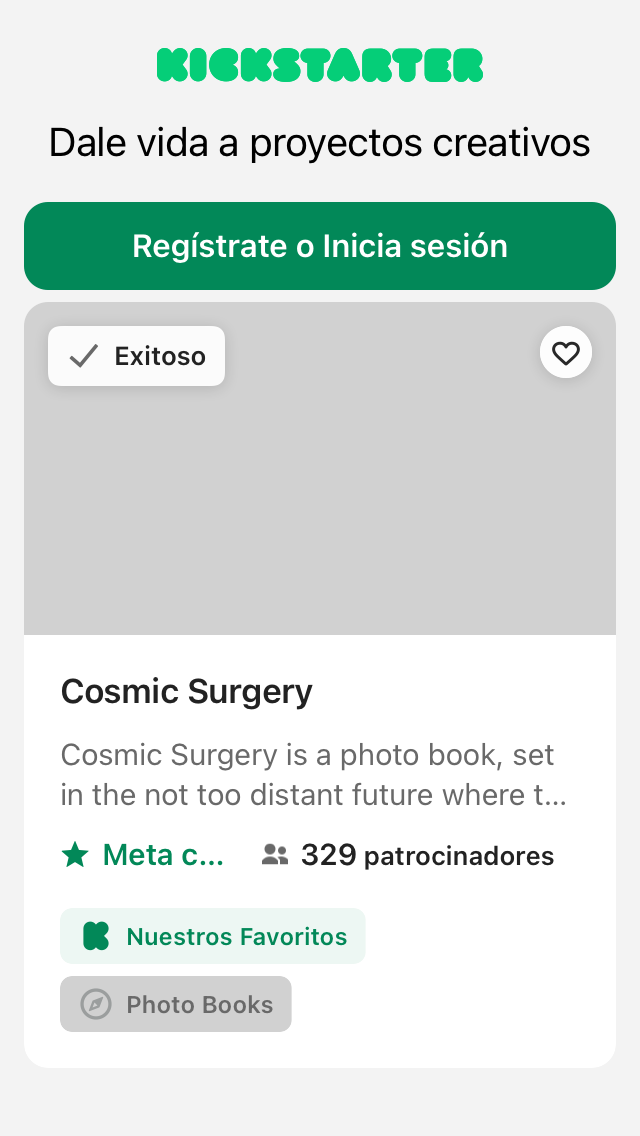 KICKSTARTER
Dale vida a proyectos creativos
Regístrate o Inicia sesión
Exitoso
Cosmic Surgery
Cosmic Surgery is a photo book, set
in the not too distant future where t...
Meta c...
329 patrocinadores
Nuestros Favoritos
Photo Books